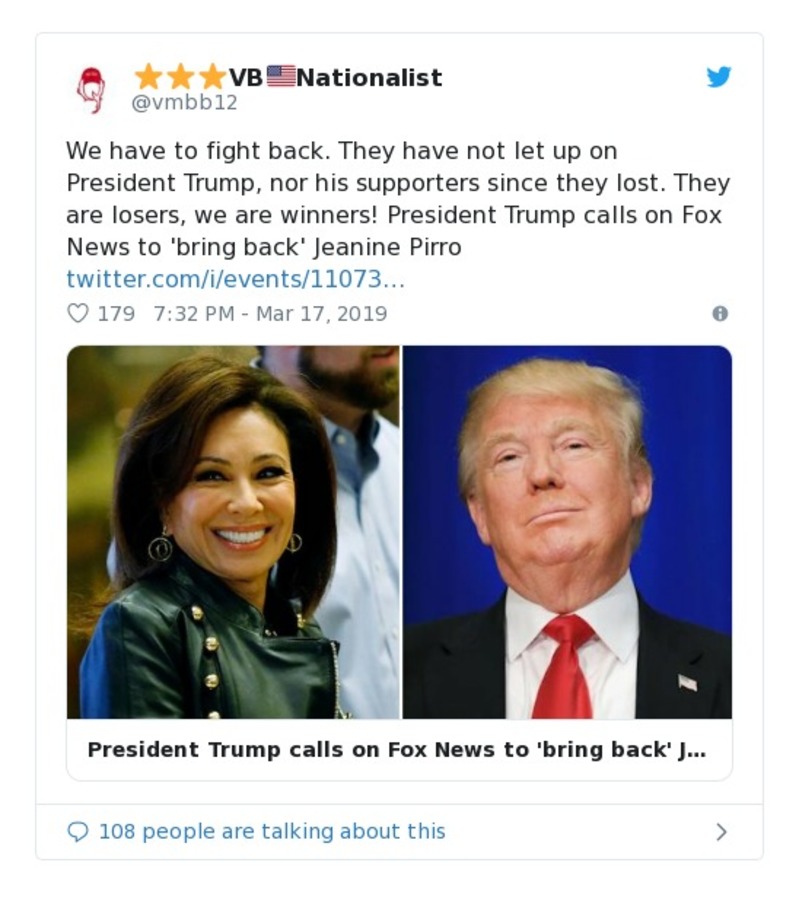 ⭐⭐⭐VB🇺🇸Nationalist
@vmbb12
We have to fight back. They have not let up on
President Trump, nor his supporters since they lost. They
are losers, we are winners! President Trump calls on Fox
News to 'bring back' Jeanine Pirro
twitter.com/i/events/11073…
179 7:32 PM - Mar 17, 2019
President Trump calls on Fox News to 'bring back' J…
108 people are talking about this